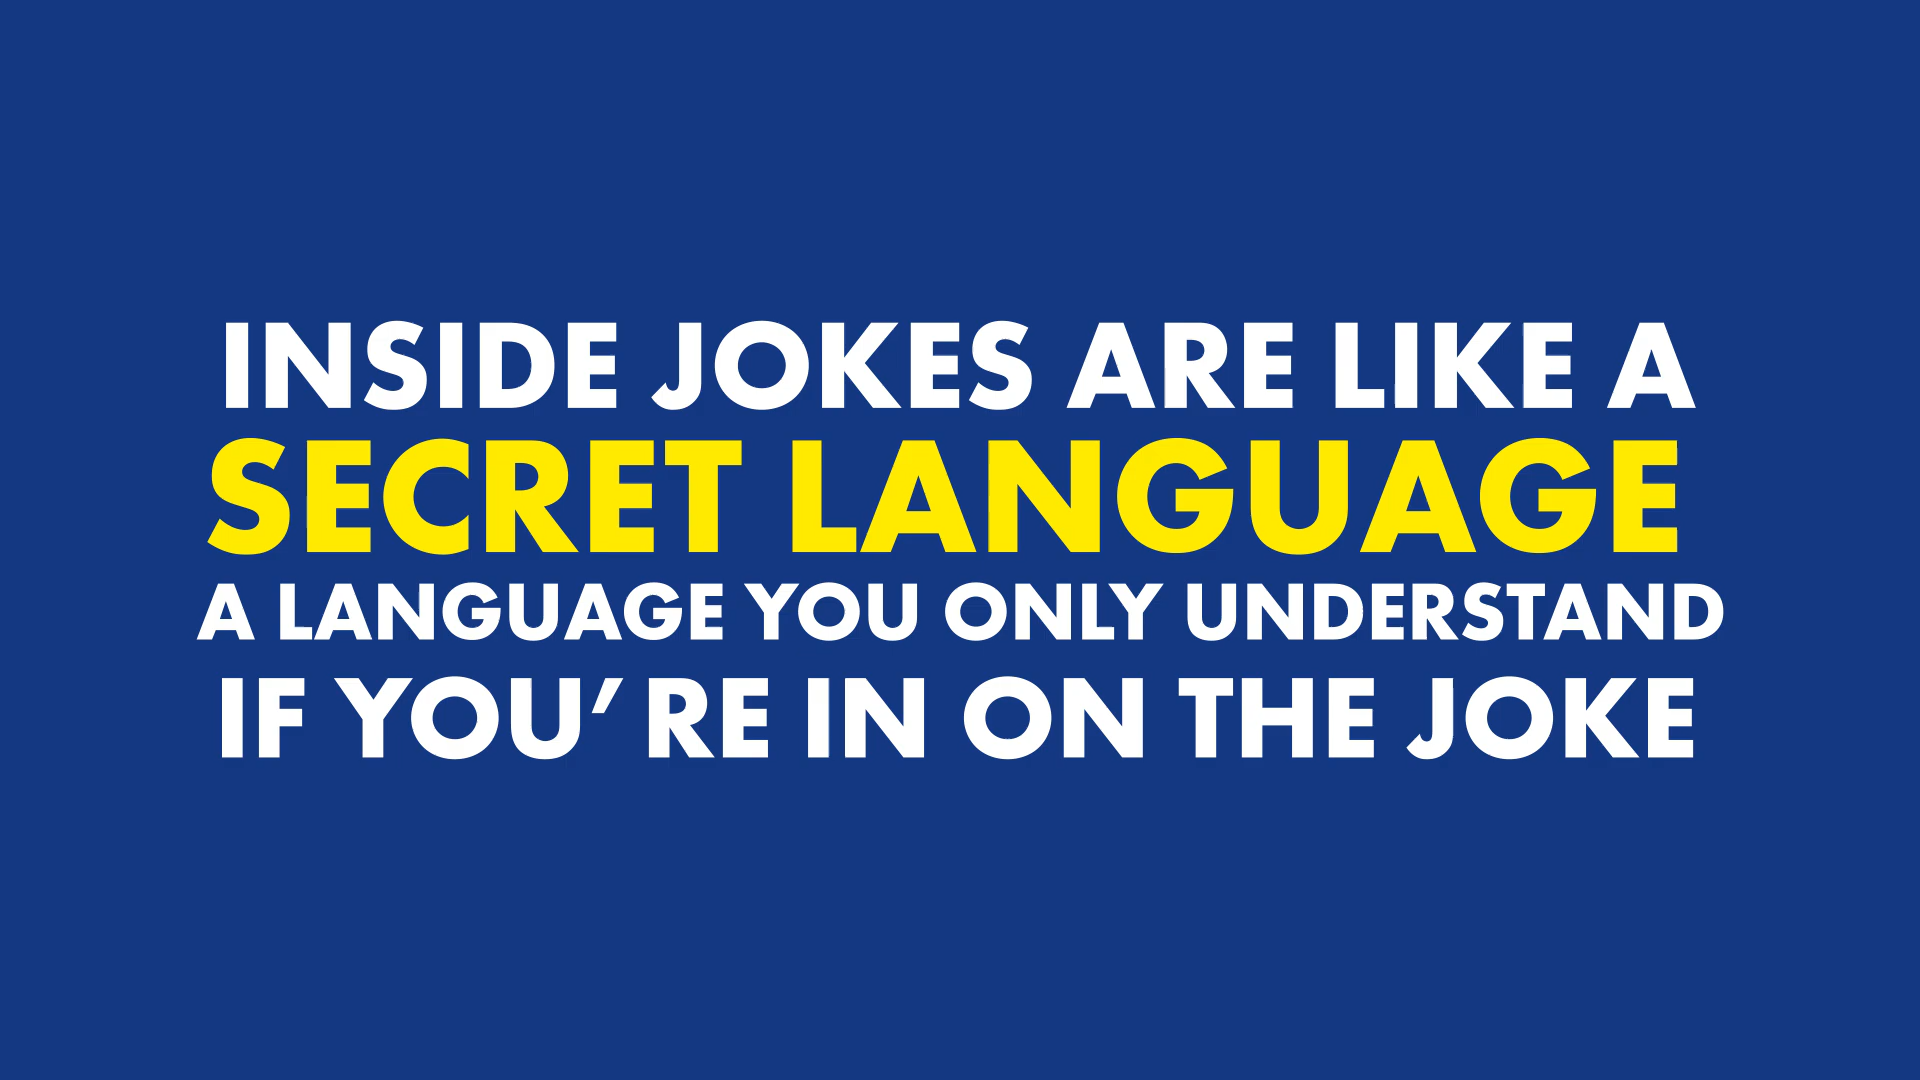 INSIDE JOKES ARE LIKE A
SECRET LANGUAGE
A LANGUAGE YOU ONLY UNDERSTAND
IF YOU’RE IN ON THE JOKE